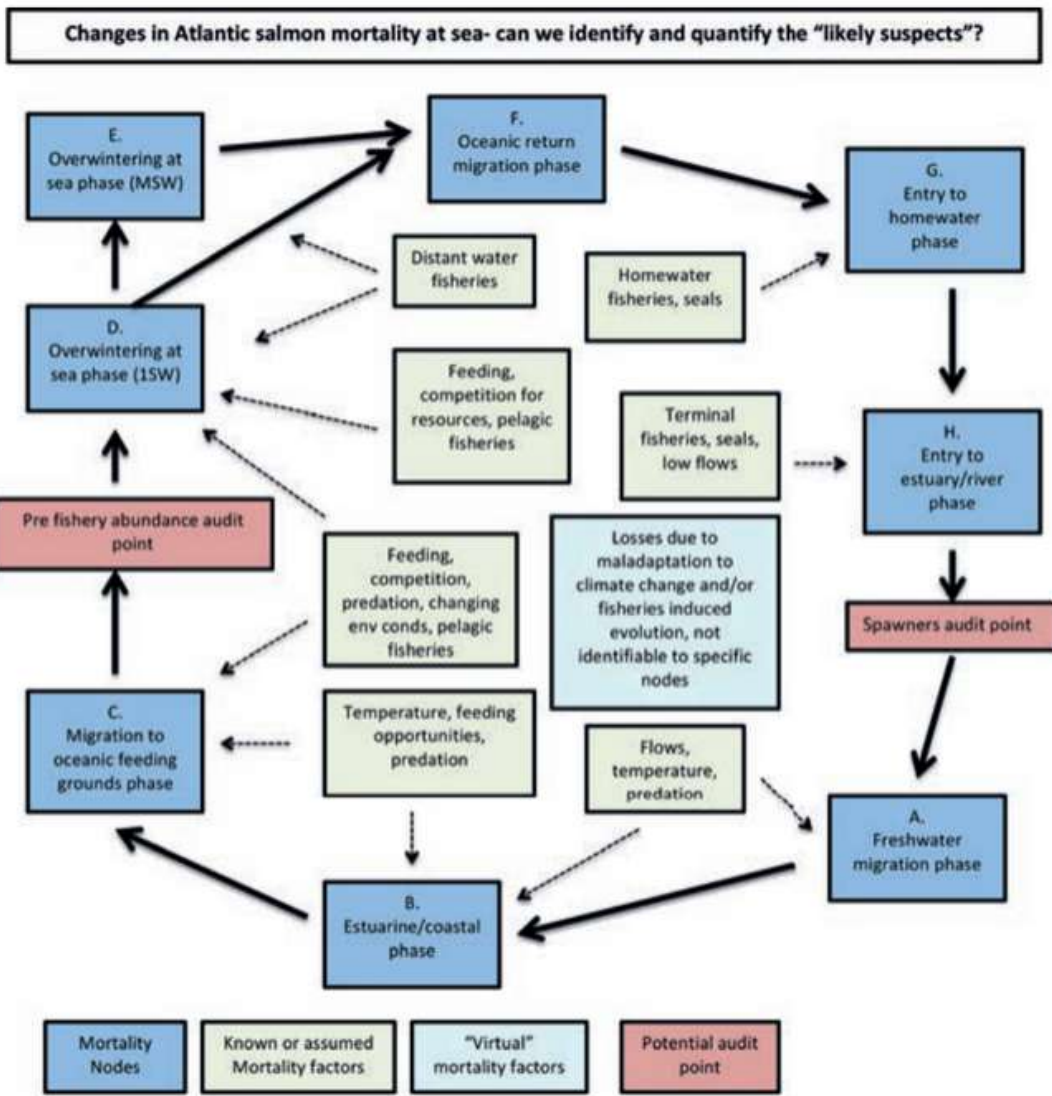 Changes in Atlantic salmon mortality at sea- can we identify and quantify the “likely suspects”?
E.
Overwintering at
sea phase (MSW)
F.
Oceanic return
migration phase
G.
Entry to
homewater
phase
Distant water
fisheries
Homewater
fisheries, seals
D.
Overwintering at
sea phase (1SW)
Feeding,
competition for
resources, pelagic
fisheries
Terminal
fisheries, seals,
low flows
H.
Entry to
estuary/river
phase
Pre fishery abundance audit
point
Feeding,
competition,
predation, changing
env conds, pelagic
fisheries
Losses due to
maladaptation to
climate change and/or
fisheries induced
evolution, not
identifiable to specific
nodes
Spawners audit point
C.
Migration to
oceanic feeding
grounds phase
Temperature, feeding
opportunities,
predation
Flows,
temperature,
predation
A.
Freshwater
migration phase
B.
Estuarine/coastal
phase
Mortality
Nodes
Known or assumed
Mortality factors
“Virtual”
mortality factors
Potential audit
point